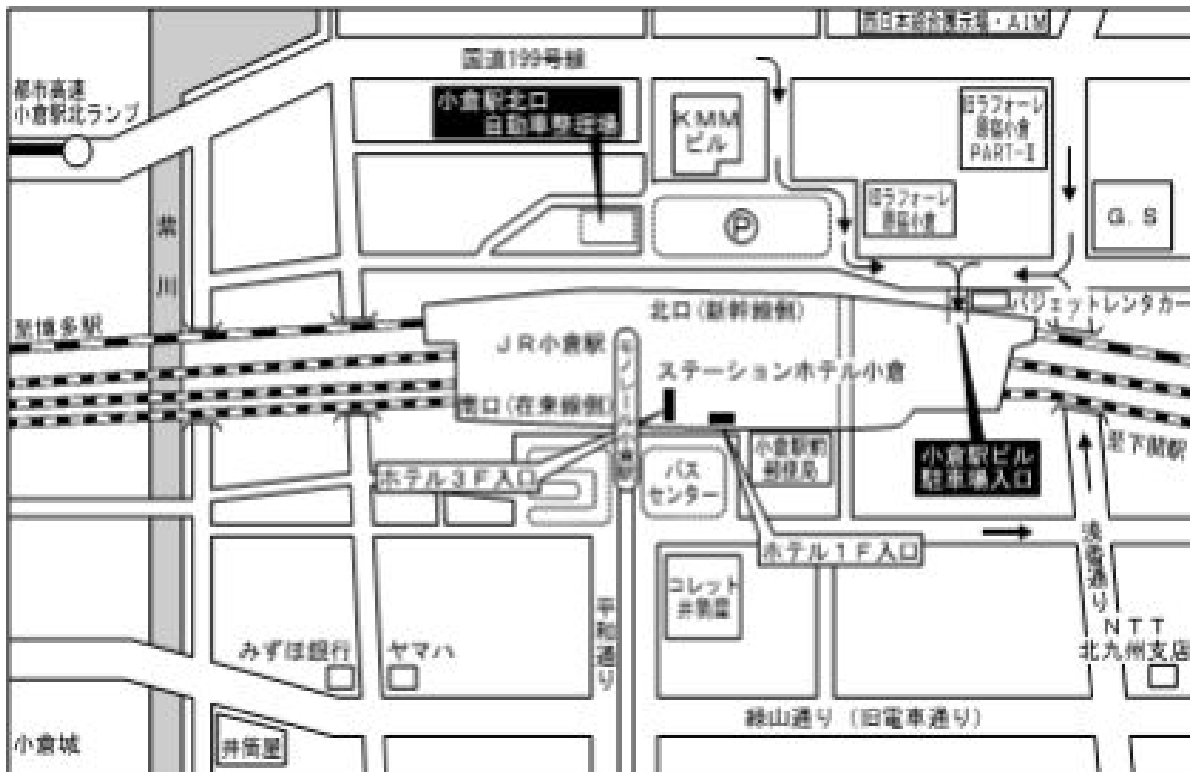 西日本総合展示場・AIM
国道199号線
都市高速
小倉駅北ランプ
小倉駅北口
自動車整理場
KMM
ビル
旧ラフォーレ
原宿小倉
PART-Ⅱ
旧ラフォーレ
原宿小倉
G.S
Ⓟ
紫川
至博多駅
北口(新幹線側)
バジェットレンタカー
JR小倉駅
ステーションホテル小倉
南口(在来線側)
至下関駅
小倉駅前
郵便局
小倉駅ビル
駐車場入口
ホテル3F入口
バス
センター
ホテル1F入口
コレット
井筒屋
平和通り
浅香通り
NTT
北九州支店
みずほ銀行
ヤマハ
(旧電車通り)
小倉城
井筒屋